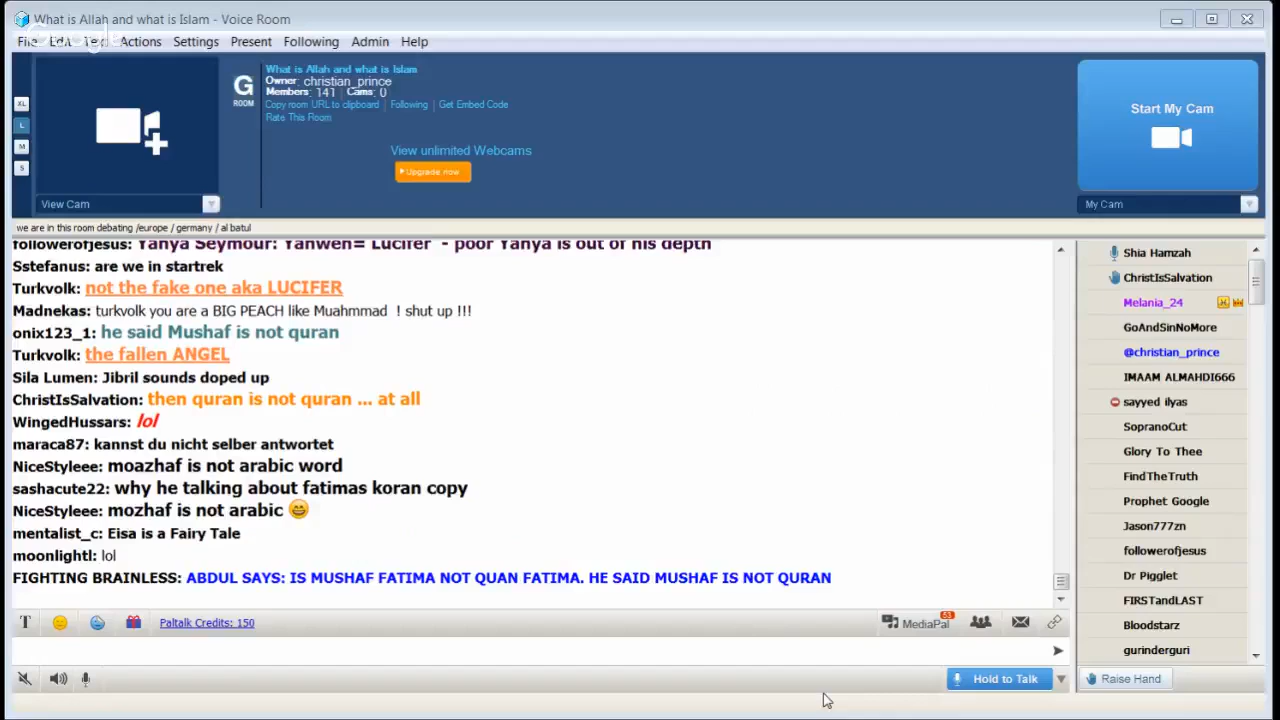 What is Allah and what is Islam - Voice Room
Google
File Edit Text Actions Settings Present Following Admin Help
What is Allah and what is Islam
G
ROOM
Owner: christian_prince
Members: 141 Cams: 0
Copy room URL to clipboard | Following | Get Embed Code
Rate This Room
View unlimited Webcams
Upgrade now
XL
L
M
S
View Cam
Start My Cam
My Cam
we are in this room debating /europe / germany / al batul
followerofjesus: Yahya Seymour: Yahweh= Lucifer - poor Yahya is out of his depth
Sstefanus: are we in startrek
Turkvolk: not the fake one aka LUCIFER
Madnekas: turkvolk you are a BIG PEACH like Muahmmad ! shut up !!!
onix123_1: he said Mushaf is not quran
Turkvolk: the fallen ANGEL
Sila Lumen: Jibril sounds doped up
ChristIsSalvation: then quran is not quran ... at all
WingedHussars: lol
maraca87: kannst du nicht selber antwortet
NiceStyleee: moazhaf is not arabic word
sashacute22: why he talking about fatimas koran copy
NiceStyleee: mozhaf is not arabic
mentalist_c: Eisa is a Fairy Tale
moonlightl: lol
FIGHTING BRAINLESS: ABDUL SAYS: IS MUSHAF FATIMA NOT QUAN FATIMA. HE SAID MUSHAF IS NOT QURAN
Shia Hamzah
ChristIsSalvation
Melania_24
GoAndSinNoMore
@christian_prince
IMAAM ALMAHDI666
sayyed ilyas
SopranoCut
Glory To Thee
FindTheTruth
Prophet Google
Jason777zn
followerofjesus
Dr Pigglet
FIRSTandLAST
Bloodstarz
gurinderguri
T
Paltalk Credits: 150
MediaPal
53
Hold to Talk
Raise Hand